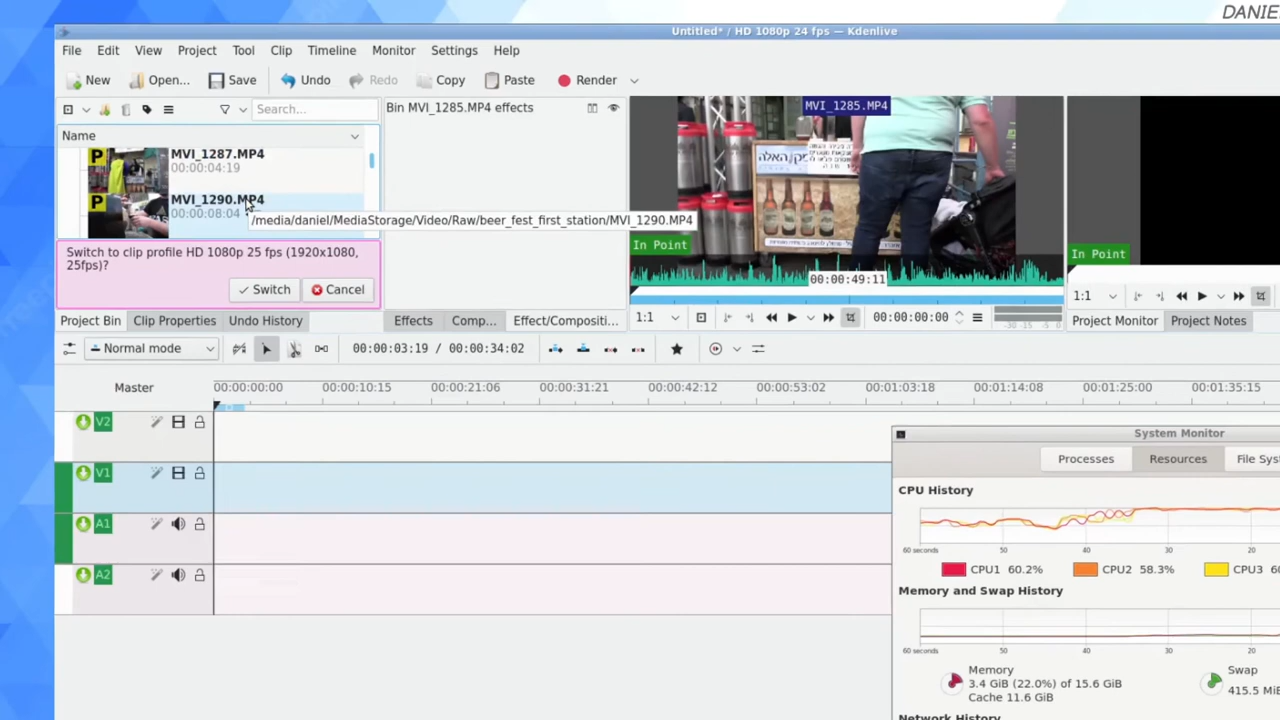 DANIE
Untitled* / HD 1080p 24 fps — Kdenlive
File Edit View Project Tool Clip Timeline Monitor Settings Help
New Open... Save Undo Redo Copy Paste Render
Search... Bin MVI_1285.MP4 effects MVI_1285.MP4
Name
P MVI_1287.MP4
00:00:04:19
P MVI_1290.MP4
00:00:08:04
/media/daniel/MediaStorage/Video/Raw/beer_fest_first_station/MVI_1290.MP4
In Point
In Point
Switch to clip profile HD 1080p 25 fps (1920x1080,
25fps)?
00:00:49:11
Switch Cancel
1:1
1:1 00:00:00:00
-30 -15 -5 0
Project Bin Clip Properties Undo History Effects Comp... Effect/Compositi... Project Monitor Project Notes
Normal mode 00:00:03:19 / 00:00:34:02
Master 00:00:00:00 00:00:10:15 00:00:21:06 00:00:31:21 00:00:42:12 00:00:53:02 00:01:03:18 00:01:14:08 00:01:25:00 00:01:35:15
V2
V1
A1
A2
System Monitor
Processes Resources File Sys
CPU History
60 seconds 50 40 30 20
CPU1 60.2% CPU2 58.3% CPU3 60
Memory and Swap History
60 seconds 50 40 30 20
Memory
3.4 GiB (22.0%) of 15.6 GiB
Cache 11.6 GiB
Swap
415.5 MiB
Network History